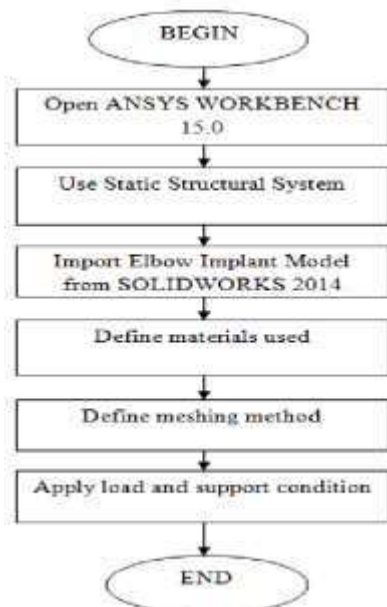 BEGIN
Open ANSYS WORKBENCH
15.0
Use Static Structural System
Import Elbow Implant Model
from SOLIDWORKS 2014
Define materials used
Define meshing method
Apply load and support condition
END